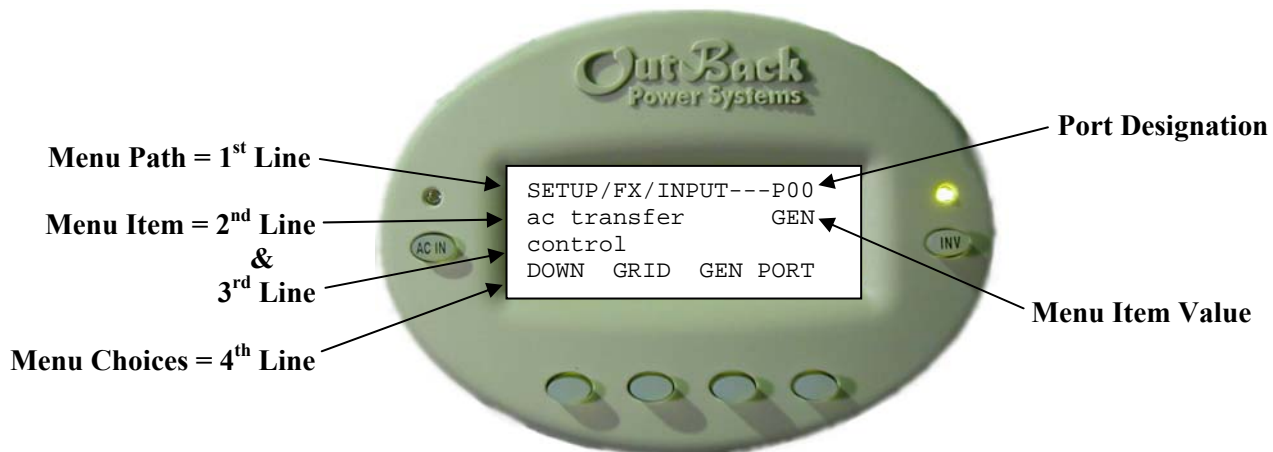 OutBack
Power Systems
Port Designation
Menu Path = 1st Line
SETUP/FX/INPUT---P00
Menu Item = 2nd Line
ac transfer GEN
&
control
3rd Line
DOWN GRID GEN PORT
AC IN
INV
Menu Item Value
Menu Choices = 4th Line